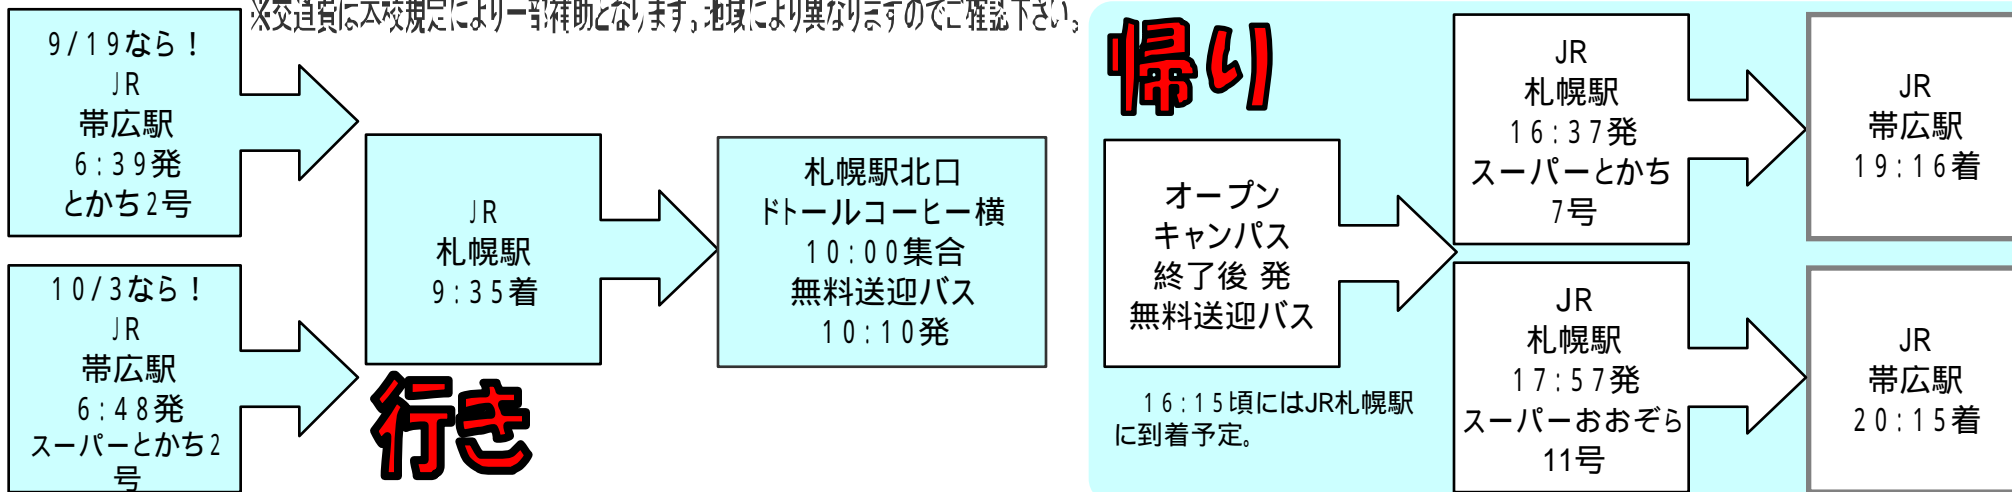 ※交通費は本校規定により一部補助となります。地域により異なりますのでご確認下さい。
9/19なら！
JR
帯広駅
6:39発
とかち2号
10/3なら！
JR
帯広駅
6:48発
スーパーとかち2
号
JR
札幌駅
9:35着
行き
札幌駅北口
ドトールコーヒー横
10:00集合
無料送迎バス
10:10発
帰り
オープン
キャンパス
終了後 発
無料送迎バス
16:15頃にはJR札幌駅
に到着予定。
JR
札幌駅
16:37発
スーパーとかち
7号
JR
帯広駅
19:16着
JR
札幌駅
17:57発
スーパーおおぞら
11号
JR
帯広駅
20:15着